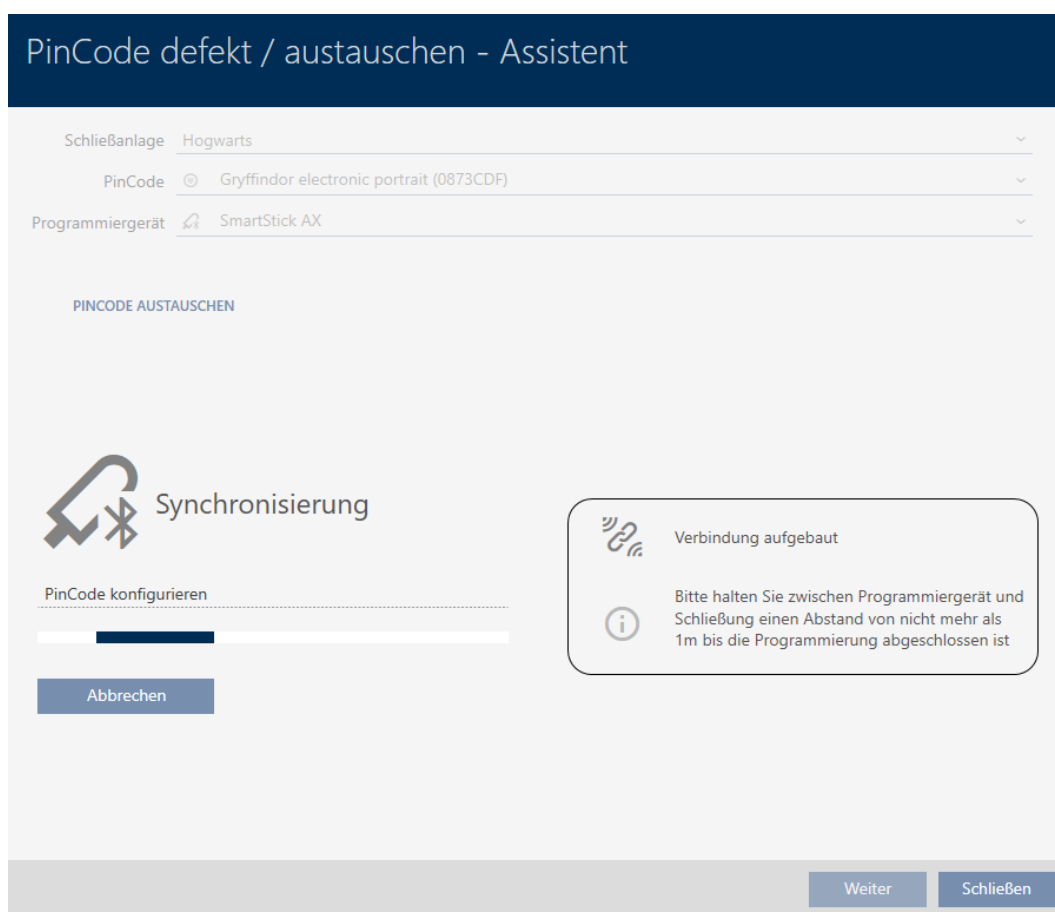 PinCode defekt / austauschen - Assistent
Schließanlage Hogwarts
PinCode Gryffindor electronic portrait (0873CDF)
Programmiergerät SmartStick AX
PINCODE AUSTAUSCHEN
Synchronisierung
PinCode konfigurieren
Abbrechen
Verbindung aufgebaut
Bitte halten Sie zwischen Programmiergerät und
Schließung einen Abstand von nicht mehr als
1m bis die Programmierung abgeschlossen ist
Weiter
Schließen